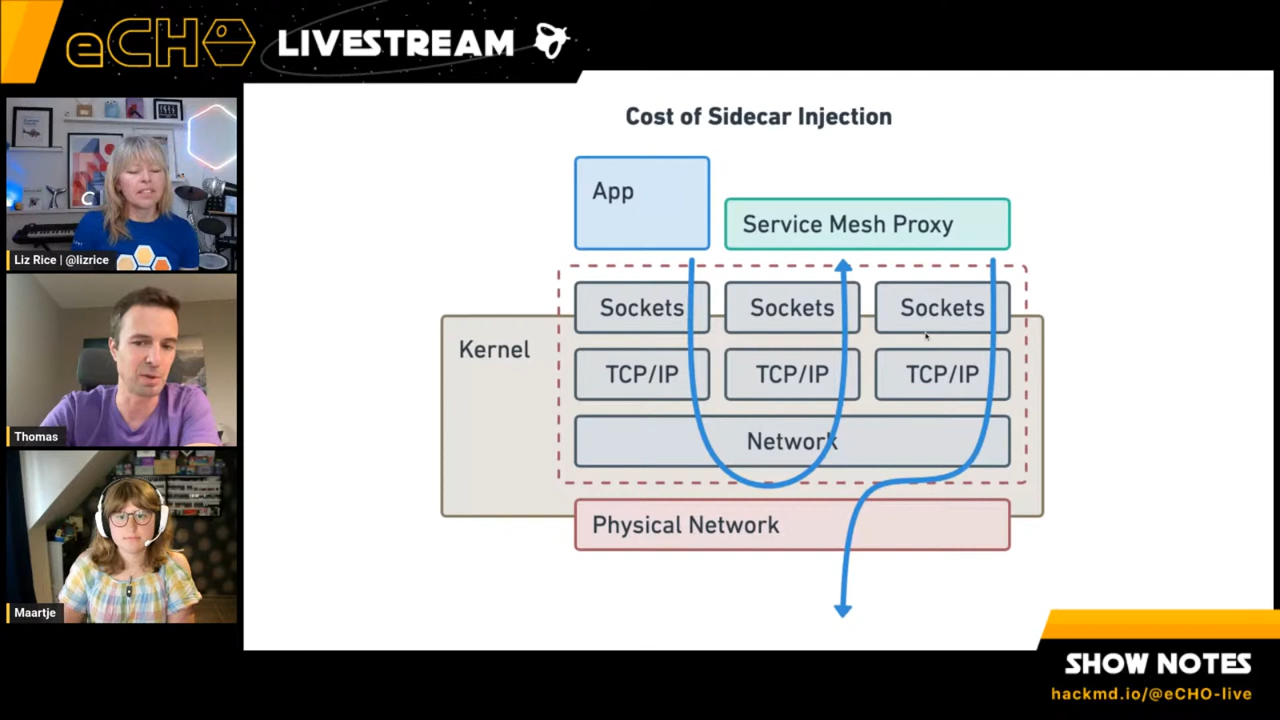 eCHO LIVESTREAM
Cost of Sidecar Injection
App
Service Mesh Proxy
Sockets
Sockets
Sockets
Kernel
TCP/IP
TCP/IP
TCP/IP
Network
Physical Network
Liz Rice | @lizrice
Thomas
Maartje
SHOW NOTES
hackmd.io/@eCHO-live